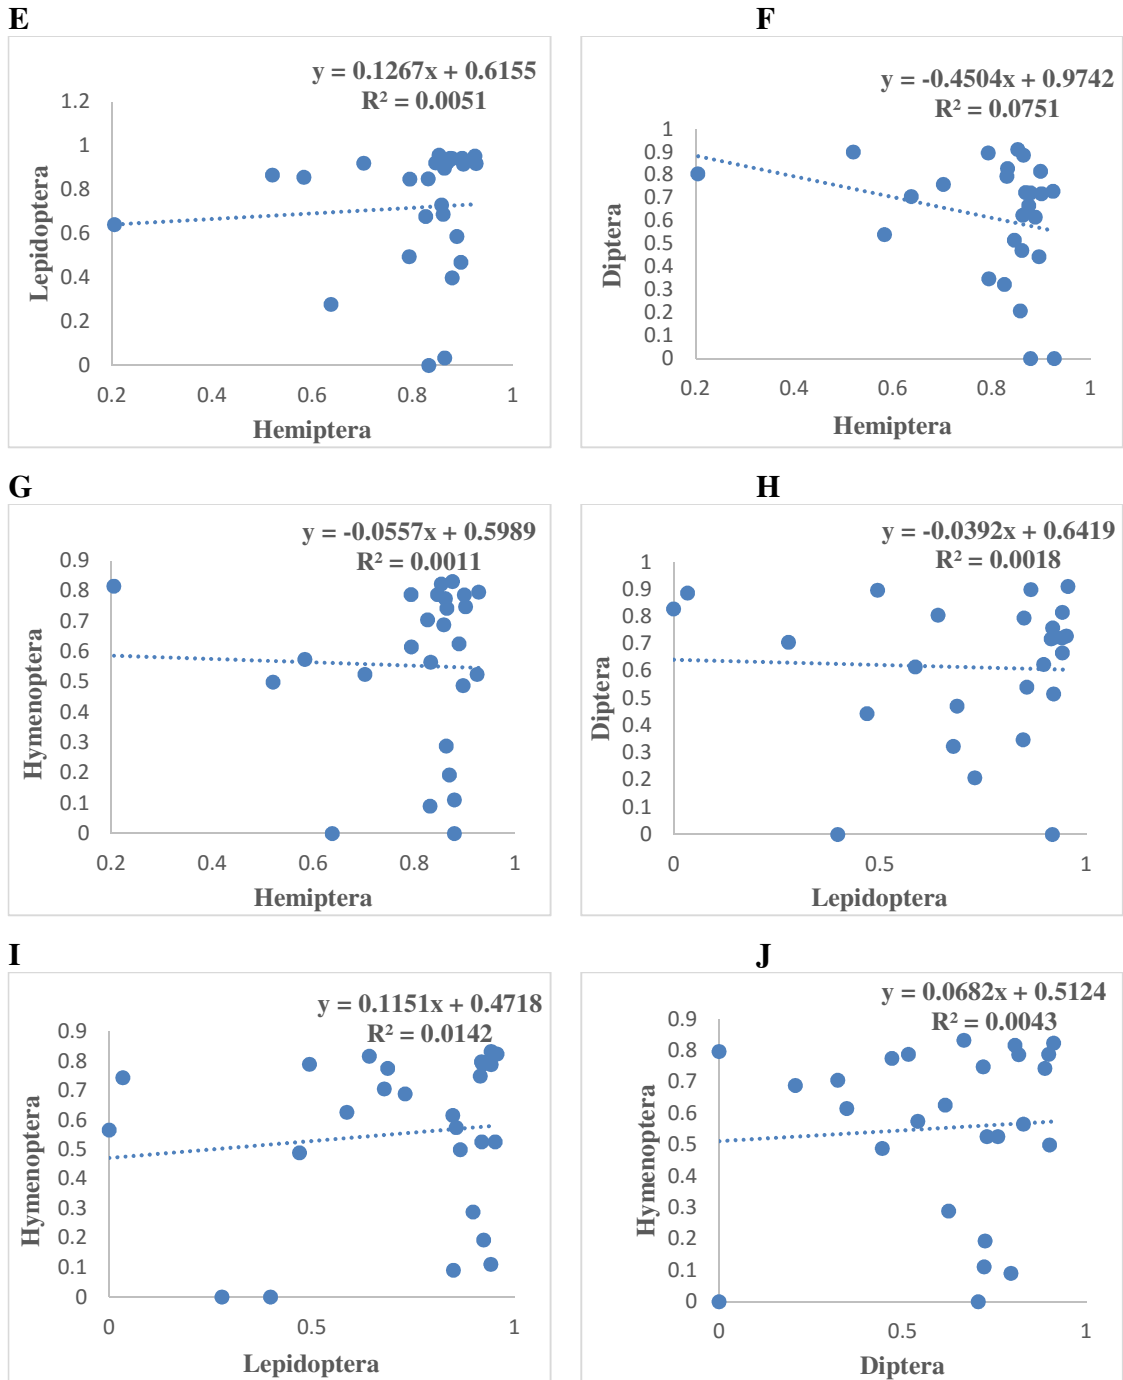 E
y = 0.1267x + 0.6155
R² = 0.0051
1.2
1
0.8
0.6
0.4
0.2
0
0.2 0.4 0.6 0.8 1
Lepidoptera
Hemiptera
F
y = -0.4504x + 0.9742
R² = 0.0751
1
0.9
0.8
0.7
0.6
0.5
0.4
0.3
0.2
0.1
0
0.2 0.4 0.6 0.8 1
Diptera
Hemiptera
G
y = -0.0557x + 0.5989
R² = 0.0011
0.9
0.8
0.7
0.6
0.5
0.4
0.3
0.2
0.1
0
0.2 0.4 0.6 0.8 1
Hymenoptera
Hemiptera
H
y = -0.0392x + 0.6419
R² = 0.0018
1
0.9
0.8
0.7
0.6
0.5
0.4
0.3
0.2
0.1
0
0 0.5 1
Diptera
Lepidoptera
I
y = 0.1151x + 0.4718
R² = 0.0142
0.9
0.8
0.7
0.6
0.5
0.4
0.3
0.2
0.1
0
0 0.5 1
Hymenoptera
Lepidoptera
J
y = 0.0682x + 0.5124
R² = 0.0043
0.9
0.8
0.7
0.6
0.5
0.4
0.3
0.2
0.1
0
0 0.5 1
Hymenoptera
Diptera